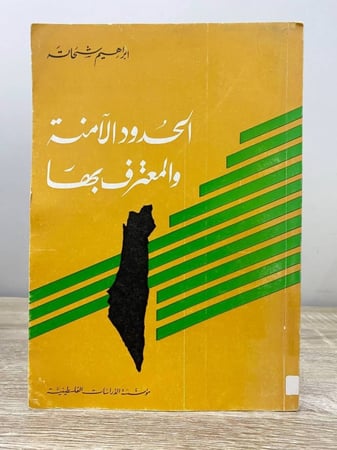 ابراهيم شحاتة
الحدود الآمنة
والمعترف بها
مؤسسة الدراسات الفلسطينية